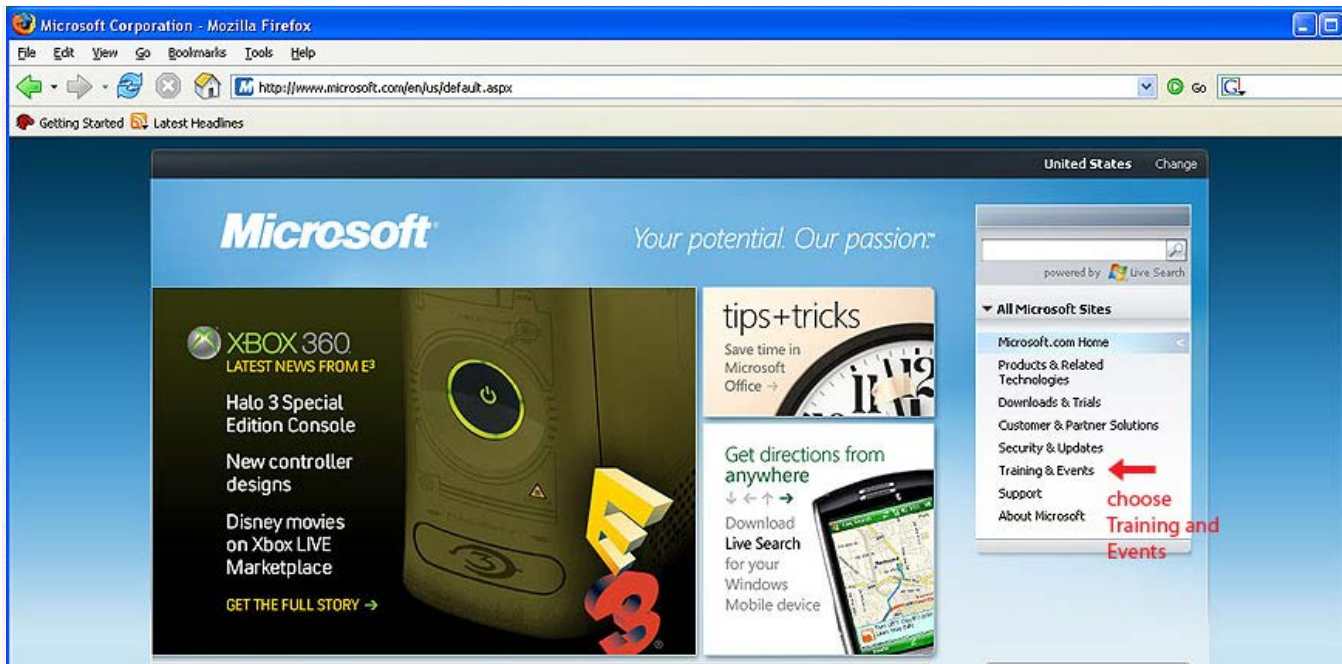 Microsoft Corporation - Mozilla Firefox
File Edit View Go Bookmarks Tools Help
http://www.microsoft.com/en/us/default.aspx
Go
G
Getting Started Latest Headlines
United States Change
Microsoft
Your potential. Our passion.™
powered by Live Search
XBOX 360
LATEST NEWS FROM E3
Halo 3 Special
Edition Console
New controller
designs
Disney movies
on Xbox LIVE
Marketplace
GET THE FULL STORY →
E3
3
tips+tricks
Save time in
Microsoft
Office →
11 12
Get directions from
anywhere
↓ ← ↑ →
Download
Live Search
for your
Windows
Mobile device
All Microsoft Sites
Microsoft.com Home <
Products & Related
Technologies
Downloads & Trials
Customer & Partner Solutions
Security & Updates
Training & Events
Support
About Microsoft
choose
Training and
Events